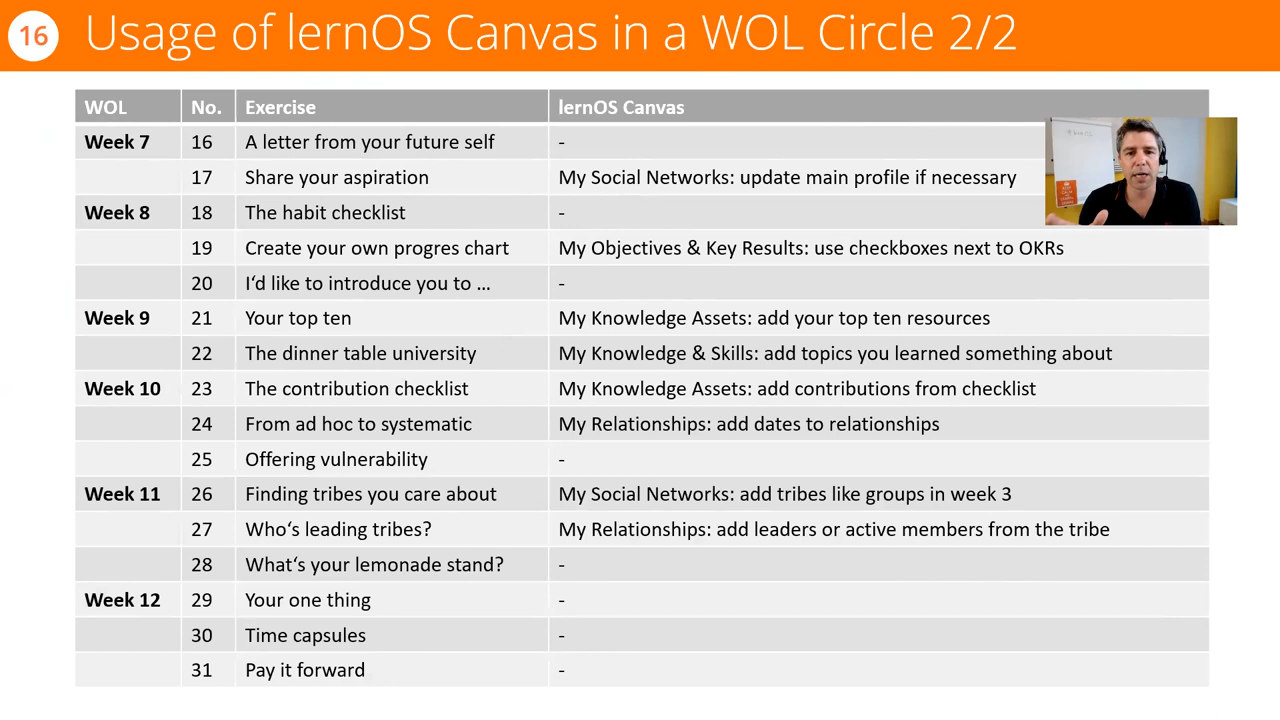 16 Usage of lernOS Canvas in a WOL Circle 2/2
WOL No. Exercise lernOS Canvas
Week 7 16 A letter from your future self -
17 Share your aspiration My Social Networks: update main profile if necessary
Week 8 18 The habit checklist -
19 Create your own progres chart My Objectives & Key Results: use checkboxes next to OKRs
20 I‘d like to introduce you to … -
Week 9 21 Your top ten My Knowledge Assets: add your top ten resources
22 The dinner table university My Knowledge & Skills: add topics you learned something about
Week 10 23 The contribution checklist My Knowledge Assets: add contributions from checklist
24 From ad hoc to systematic My Relationships: add dates to relationships
25 Offering vulnerability -
Week 11 26 Finding tribes you care about My Social Networks: add tribes like groups in week 3
27 Who‘s leading tribes? My Relationships: add leaders or active members from the tribe
28 What‘s your lemonade stand? -
Week 12 29 Your one thing -
30 Time capsules -
31 Pay it forward -